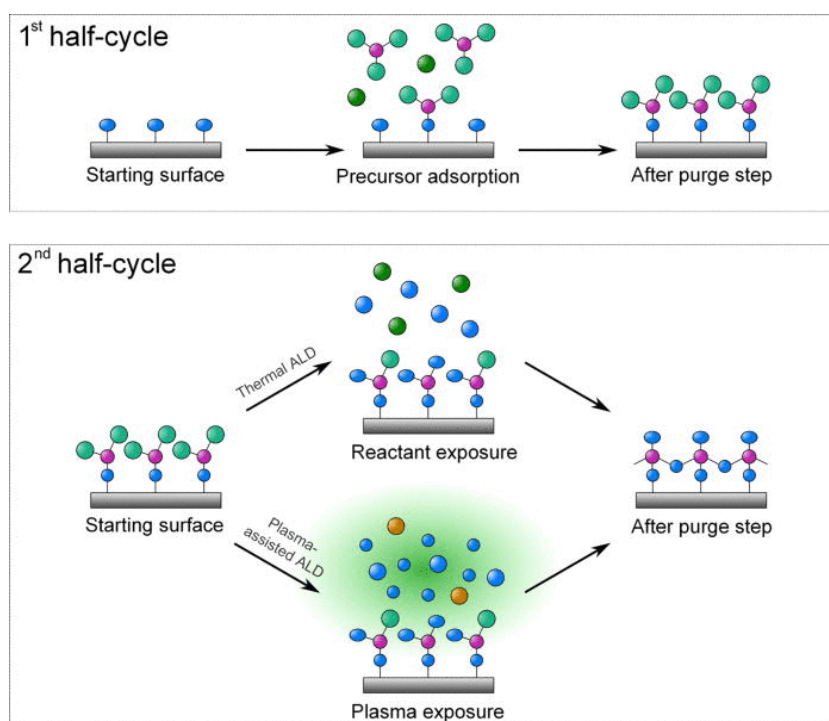 1st half-cycle
Starting surface
Precursor adsorption
After purge step
2nd half-cycle
Thermal ALD
Reactant exposure
Starting surface
After purge step
Plasma-
assisted ALD
Plasma exposure